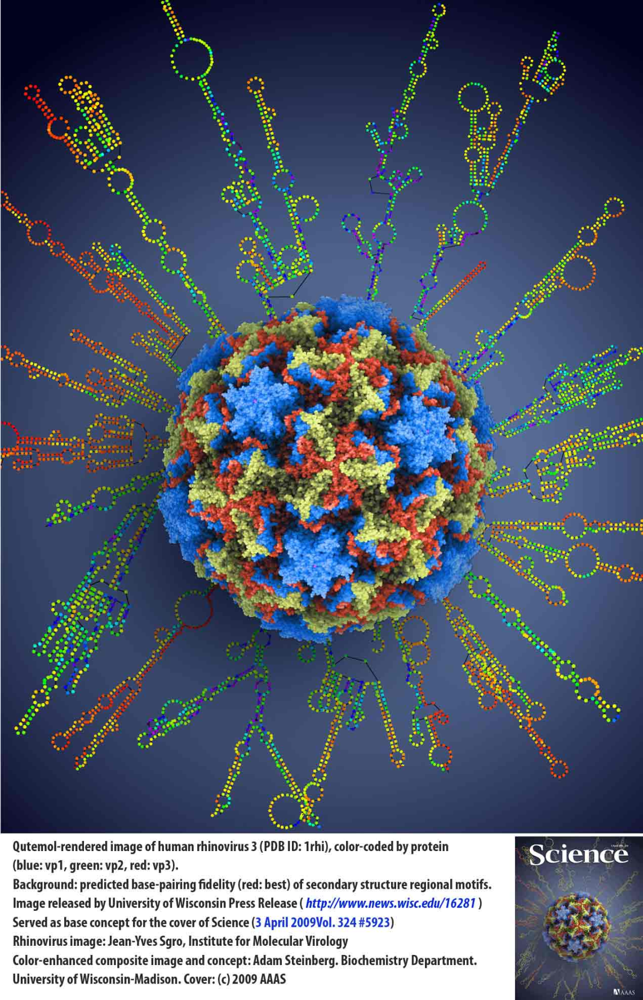 Qutemol-rendered image of human rhinovirus 3 (PDB ID: 1rhi), color-coded by protein
(blue: vp1, green: vp2, red: vp3).
Background: predicted base-pairing fidelity (red: best) of secondary structure regional motifs.
Image released by University of Wisconsin Press Release ( http://www.news.wisc.edu/16281 )
Served as base concept for the cover of Science (3 April 2009Vol. 324 #5923)
Rhinovirus image: Jean-Yves Sgro, Institute for Molecular Virology
Color-enhanced composite image and concept: Adam Steinberg. Biochemistry Department.
University of Wisconsin-Madison. Cover: (c) 2009 AAAS
Science
AAAS